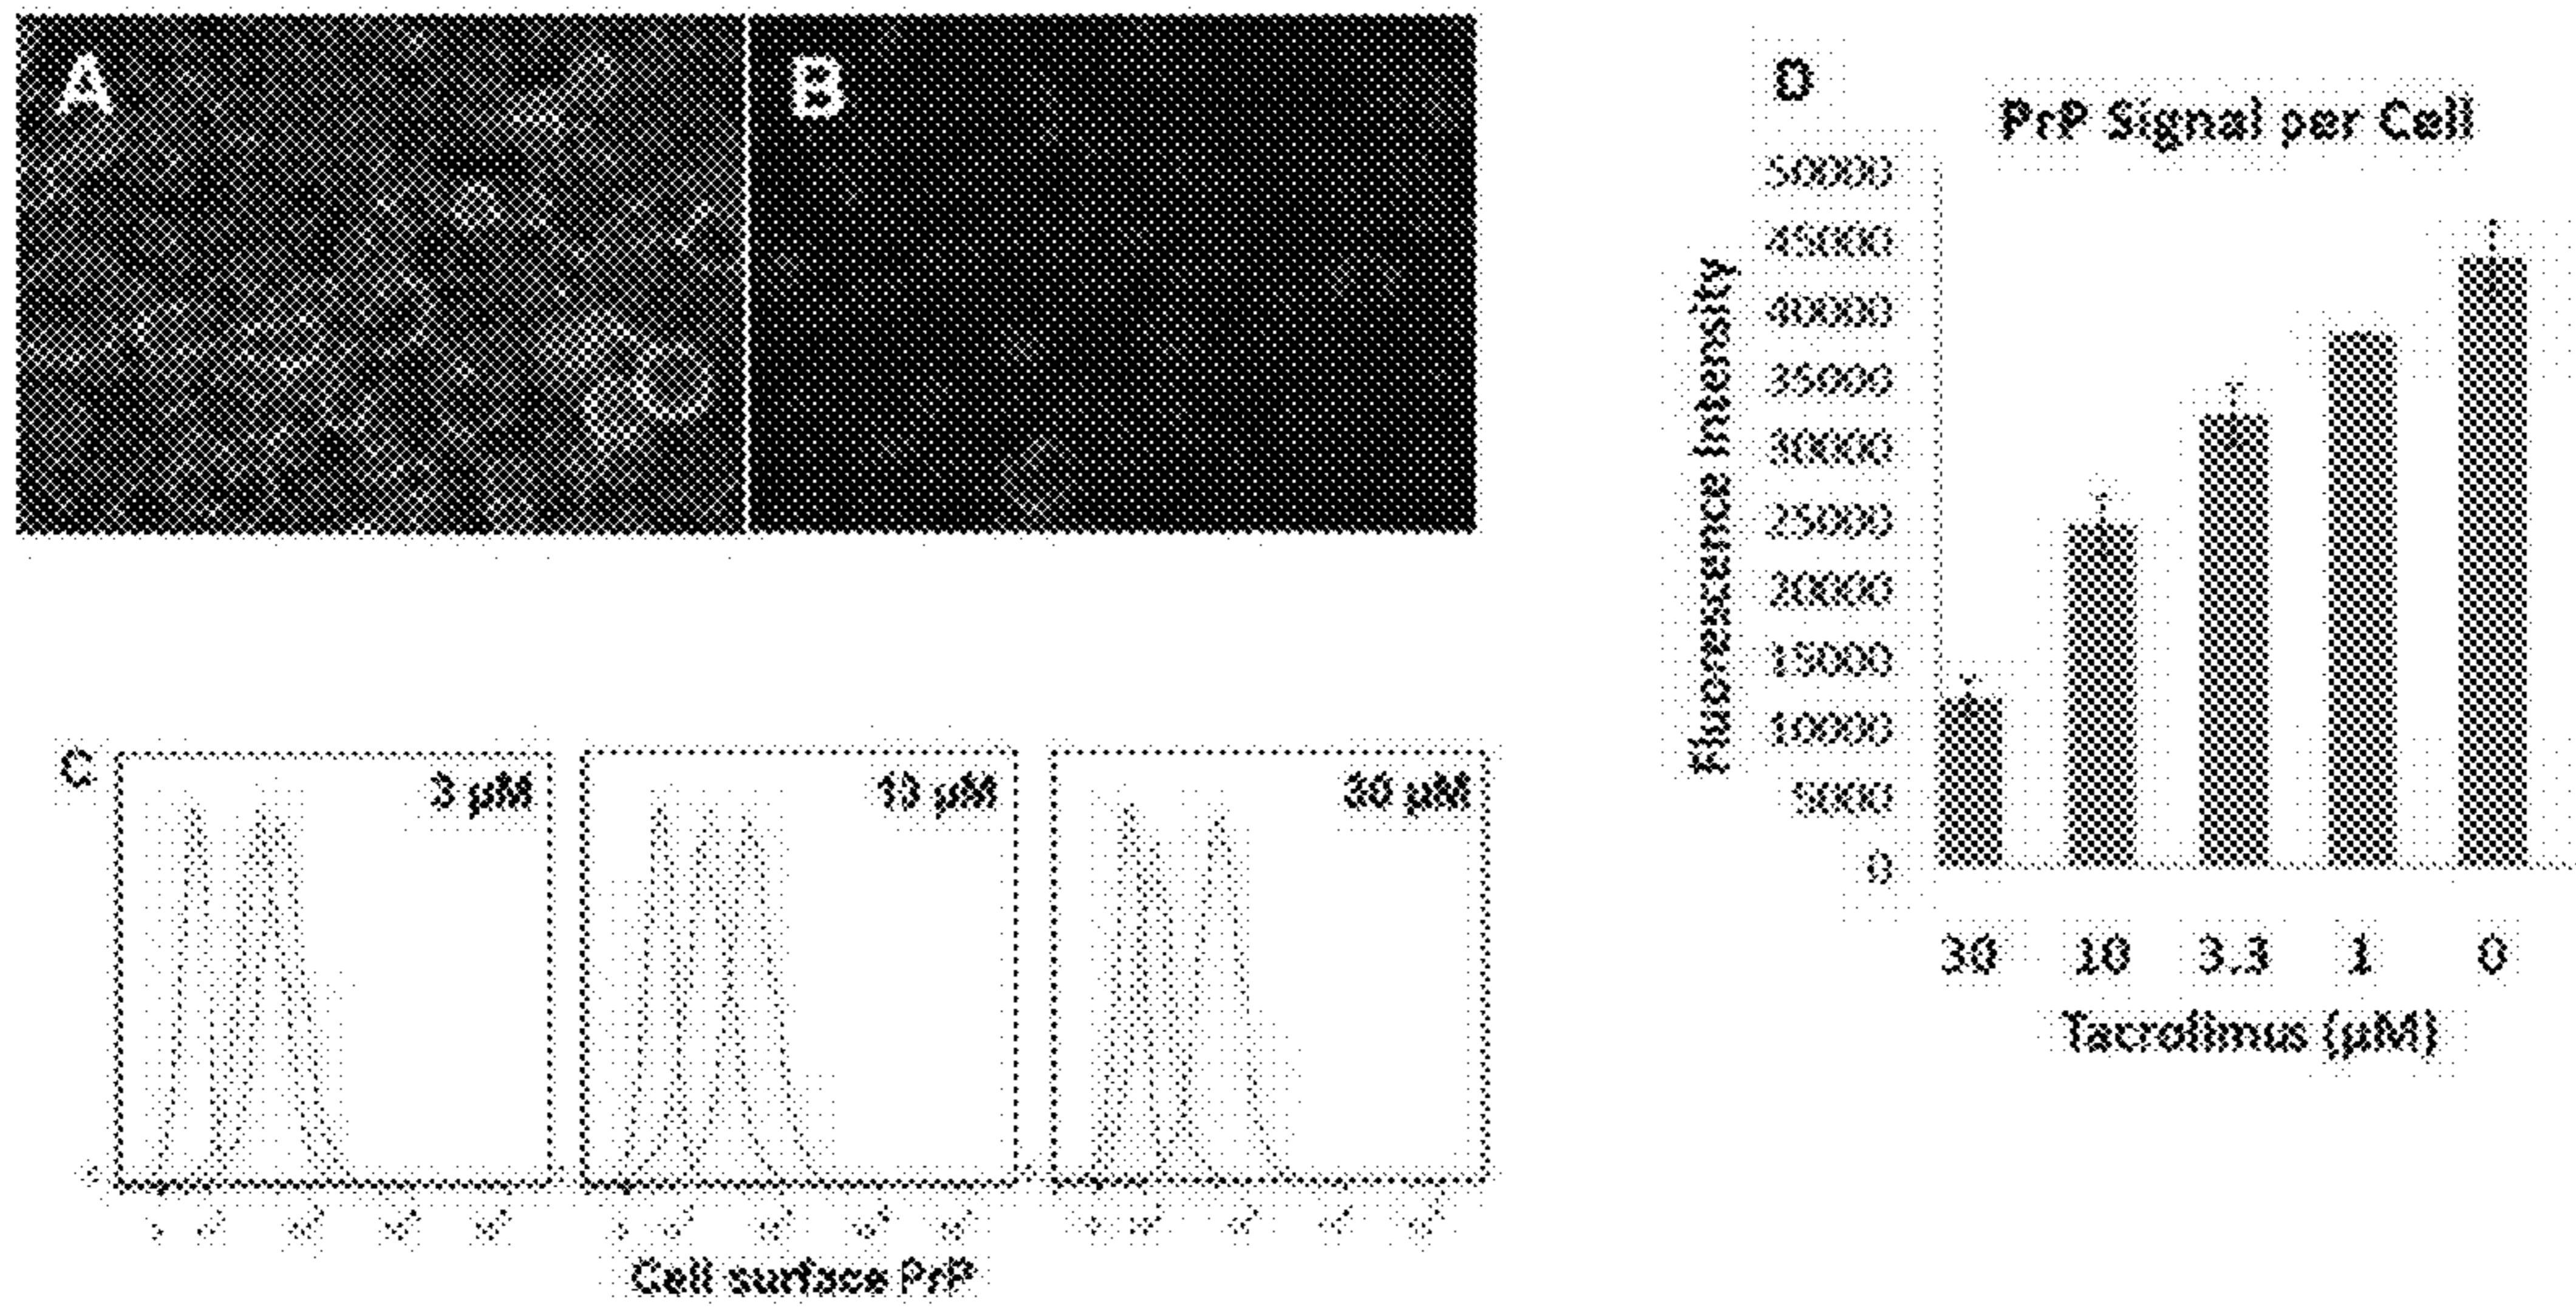 A
B
D
PrP Signal per Cell
Fluorescence Intensity
50000
45000
40000
35000
30000
25000
20000
15000
10000
5000
0
30 10 3.3 1 0
Tacrolimus (µM)
C
3 µM
10 µM
30 µM
Cell surface PrP